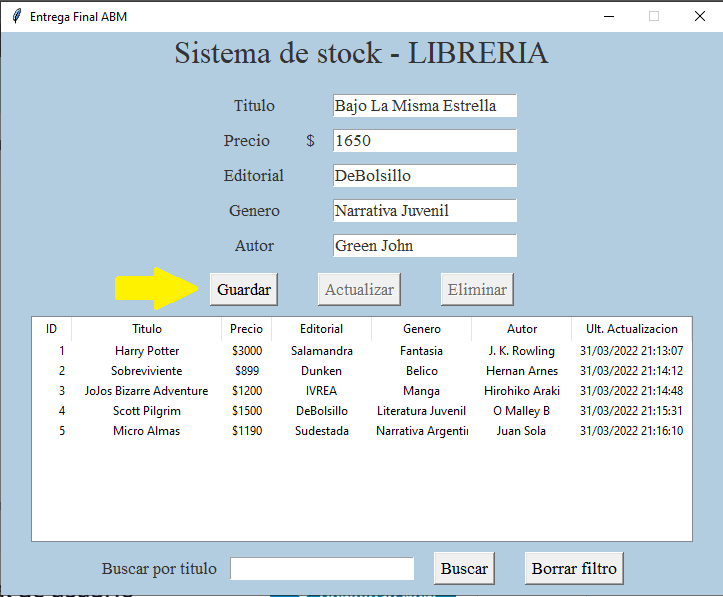 Entrega Final ABM
Sistema de stock - LIBRERIA
Titulo Bajo La Misma Estrella
Precio $ 1650
Editorial DeBolsillo
Genero Narrativa Juvenil
Autor Green John
Guardar Actualizar Eliminar
ID Titulo Precio Editorial Genero Autor Ult. Actualizacion
1 Harry Potter $3000 Salamandra Fantasia J. K. Rowling 31/03/2022 21:13:07
2 Sobreviviente $899 Dunken Belico Hernan Arnes 31/03/2022 21:14:12
3 JoJos Bizarre Adventure $1200 IVREA Manga Hirohiko Araki 31/03/2022 21:14:48
4 Scott Pilgrim $1500 DeBolsillo Literatura Juvenil O Malley B 31/03/2022 21:15:31
5 Micro Almas $1190 Sudestada Narrativa Argentin Juan Sola 31/03/2022 21:16:10
Buscar por titulo Buscar Borrar filtro